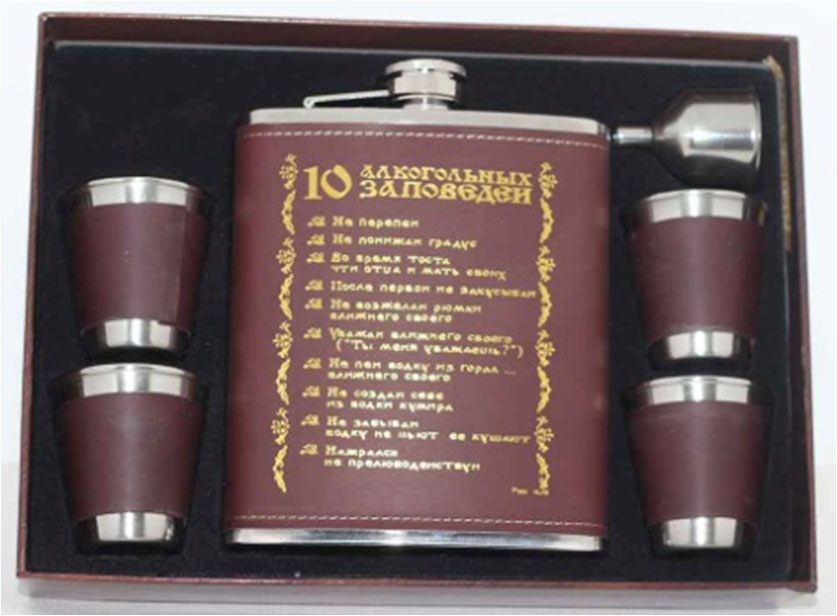 10 АЛКОГОЛЬНЫХ
ЗАПОВЕДЕЙ
Не перепей
Не понижай градус
Во время тоста
чти отца и мать своих
После первой не закусывай
Не возжелай рюмки
ближнего своего
Уважай ближнего своего
("Ты меня уважаешь?")
Не пей водку из горла ...
ближнего своего
Не создай себе
из водки кумира
Не забывай
водку не пьют ее кушают
Нажрался
не прелюбодействуй